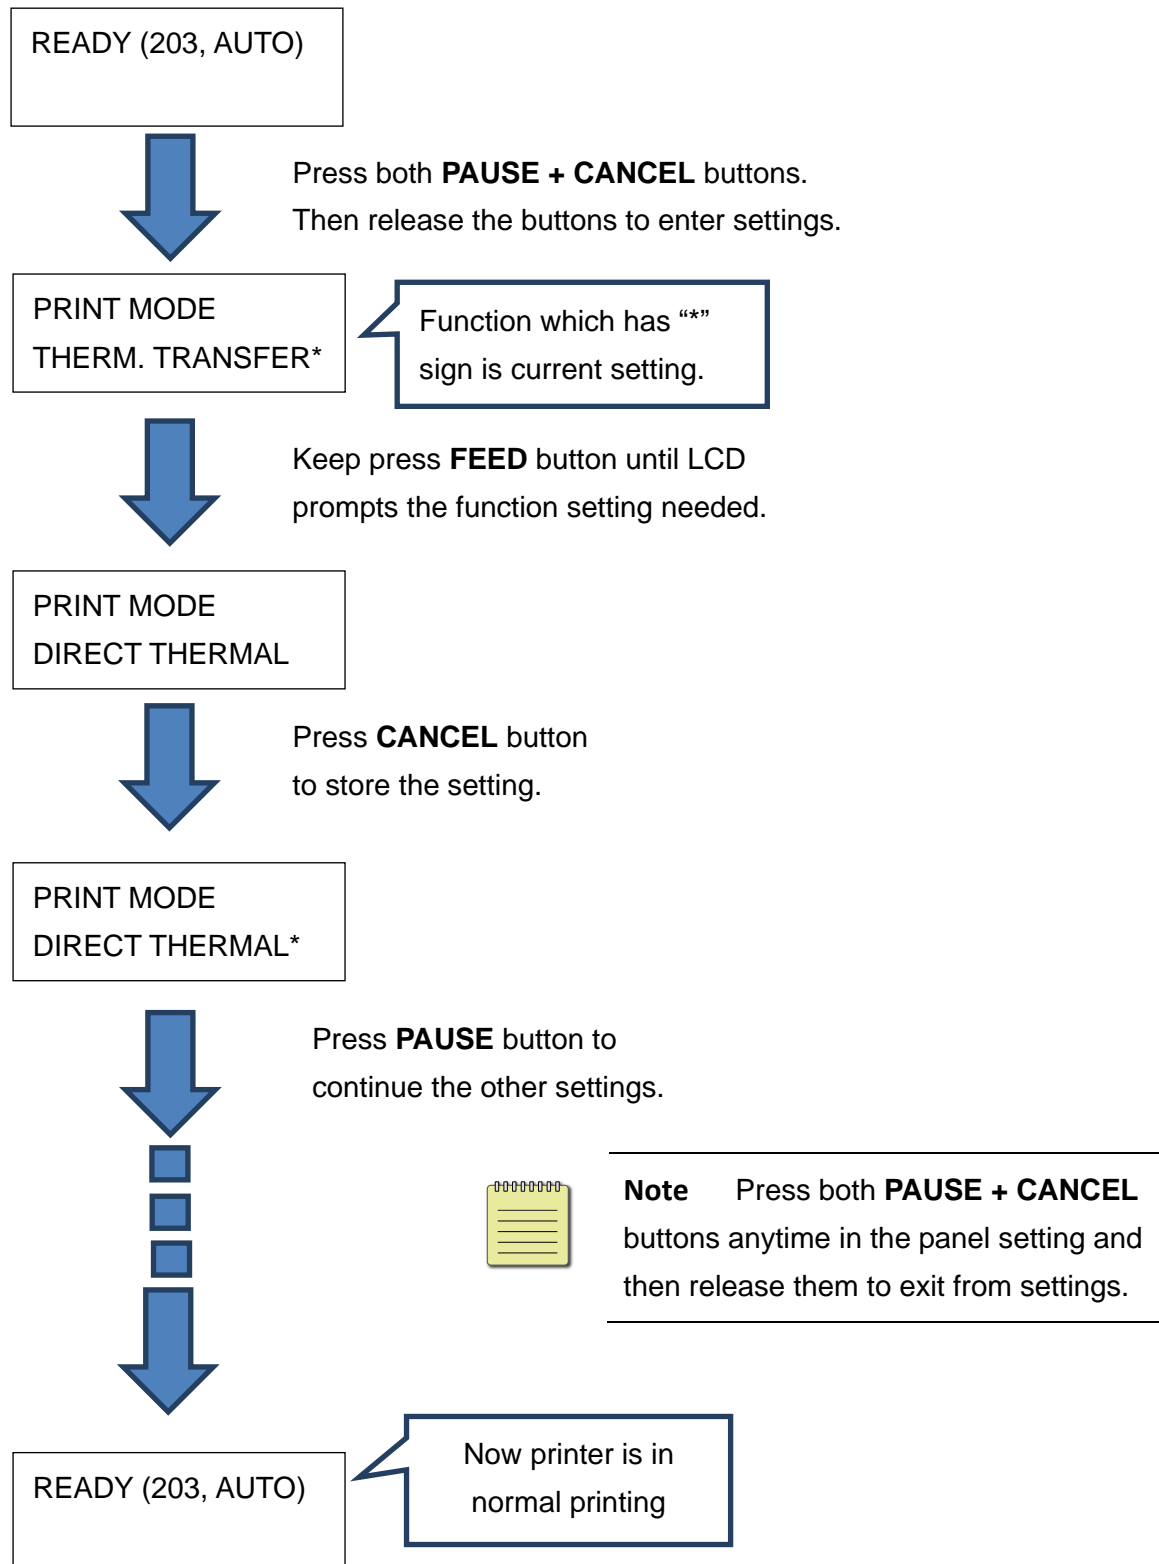 READY (203, AUTO)
Press both PAUSE + CANCEL buttons.
Then release the buttons to enter settings.
PRINT MODE
THERM. TRANSFER*
Function which has “*”
sign is current setting.
Keep press FEED button until LCD
prompts the function setting needed.
PRINT MODE
DIRECT THERMAL
Press CANCEL button
to store the setting.
PRINT MODE
DIRECT THERMAL*
Press PAUSE button to
continue the other settings.
Note Press both PAUSE + CANCEL
buttons anytime in the panel setting and
then release them to exit from settings.
Now printer is in
normal printing
READY (203, AUTO)